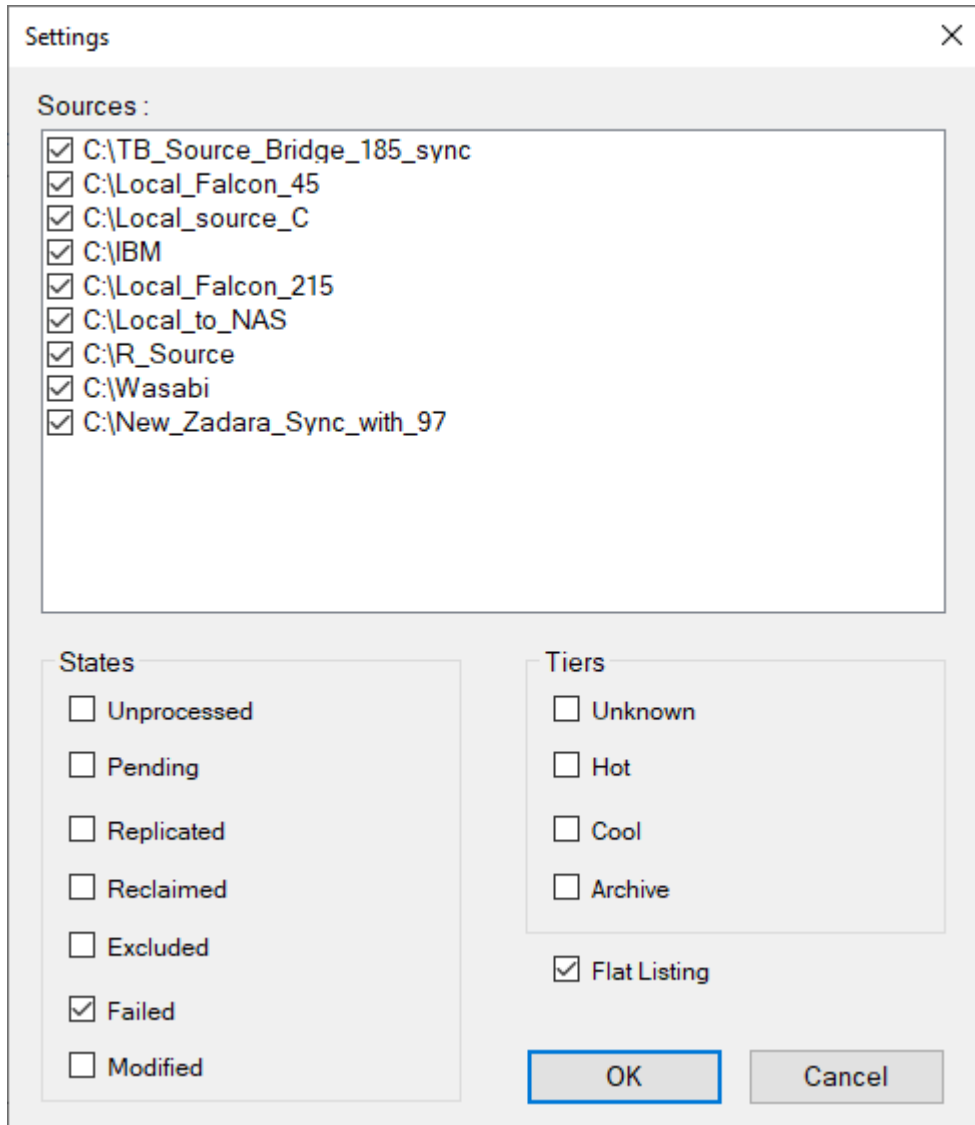 Settings
Sources :
C:\TB_Source_Bridge_185_sync
C:\Local_Falcon_45
C:\Local_source_C
C:\IBM
C:\Local_Falcon_215
C:\Local_to_NAS
C:\R_Source
C:\Wasabi
C:\New_Zadara_Sync_with_97
States
Unprocessed
Pending
Replicated
Reclaimed
Excluded
Failed
Modified
Tiers
Unknown
Hot
Cool
Archive
Flat Listing
OK
Cancel